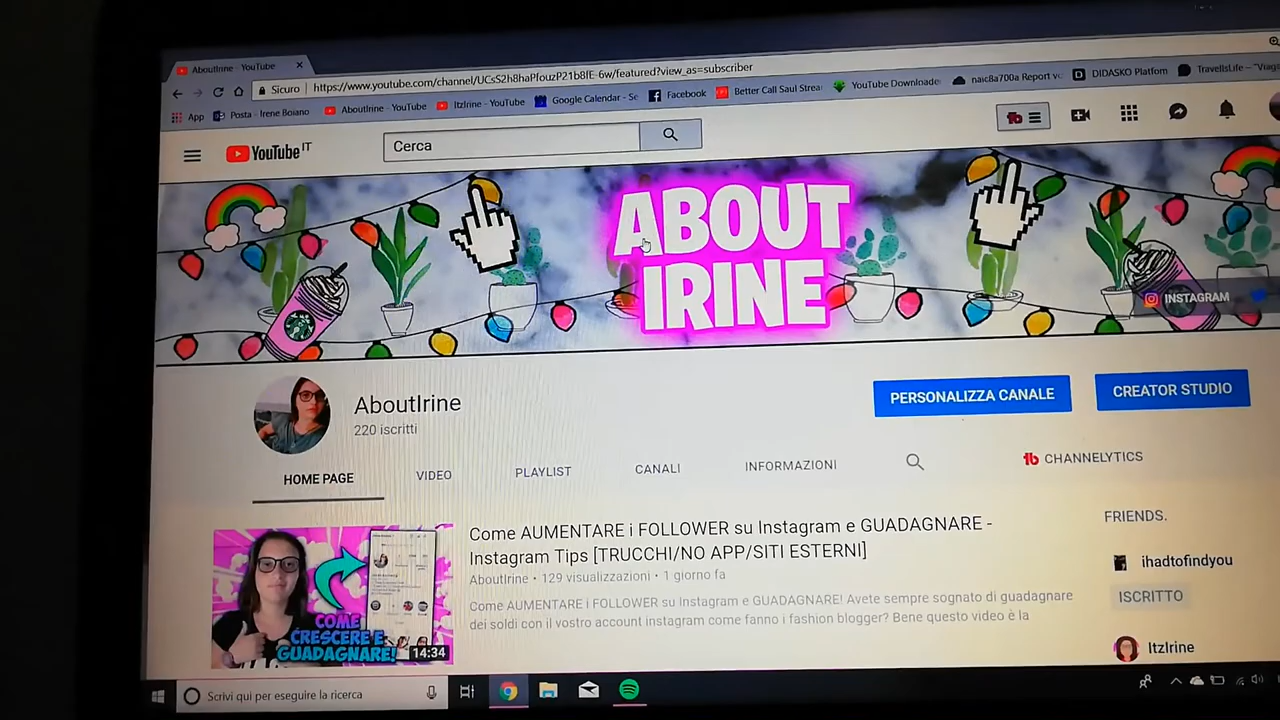 AboutIrine - YouTube
Sicuro | https://www.youtube.com/channel/UCsS2h8haPfouzP21b8fE-6w/featured?view_as=subscriber
App Posta - Irene Boiano AboutIrine - YouTube ItzIrine - YouTube Google Calendar - Se Facebook Better Call Saul Strea YouTube Downloade naic8a700a Report vo DIDASKO Platfom TravelIsLife – "Viagg
YouTube IT
Cerca
ABOUT
IRINE
INSTAGRAM
AboutIrine
220 iscritti
PERSONALIZZA CANALE
CREATOR STUDIO
HOME PAGE VIDEO PLAYLIST CANALI INFORMAZIONI CHANNELYTICS
Come AUMENTARE i FOLLOWER su Instagram e GUADAGNARE -
Instagram Tips [TRUCCHI/NO APP/SITI ESTERNI]
AboutIrine • 129 visualizzazioni • 1 giorno fa
Come AUMENTARE i FOLLOWER su Instagram e GUADAGNARE! Avete sempre sognato di guadagnare
dei soldi con il vostro account instagram come fanno i fashion blogger? Bene questo video è la
COME
CRESCERE E
GUADAGNARE!
14:34
FRIENDS.
ihadtofindyou
ISCRITTO
ItzIrine
Scrivi qui per eseguire la ricerca